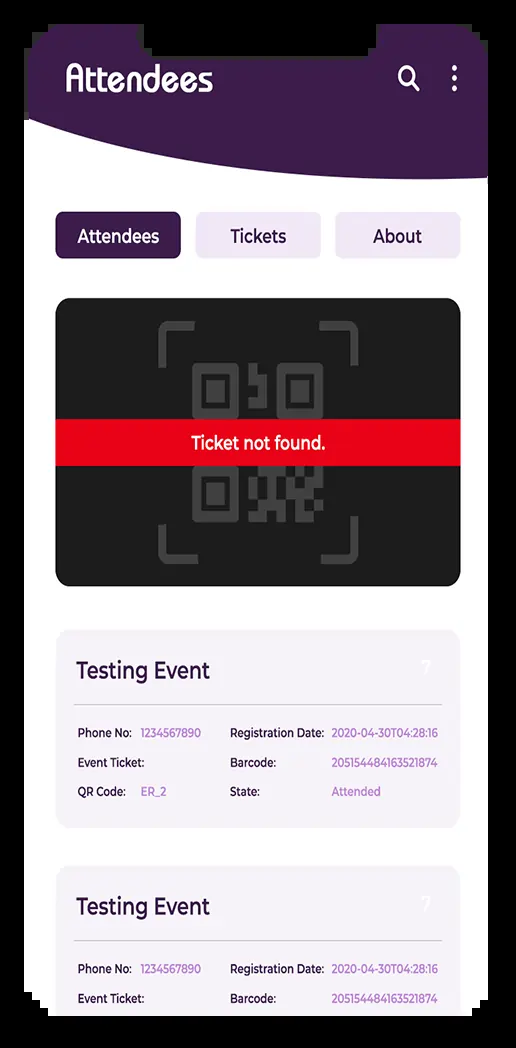 Attendees
Attendees Tickets About
Ticket not found.
Testing Event 7
Phone No: 1234567890 Registration Date: 2020-04-30T04:28:16
Event Ticket: Barcode: 205154484163521874
QR Code: ER_2 State: Attended
Testing Event 7
Phone No: 1234567890 Registration Date: 2020-04-30T04:28:16
Event Ticket: Barcode: 205154484163521874